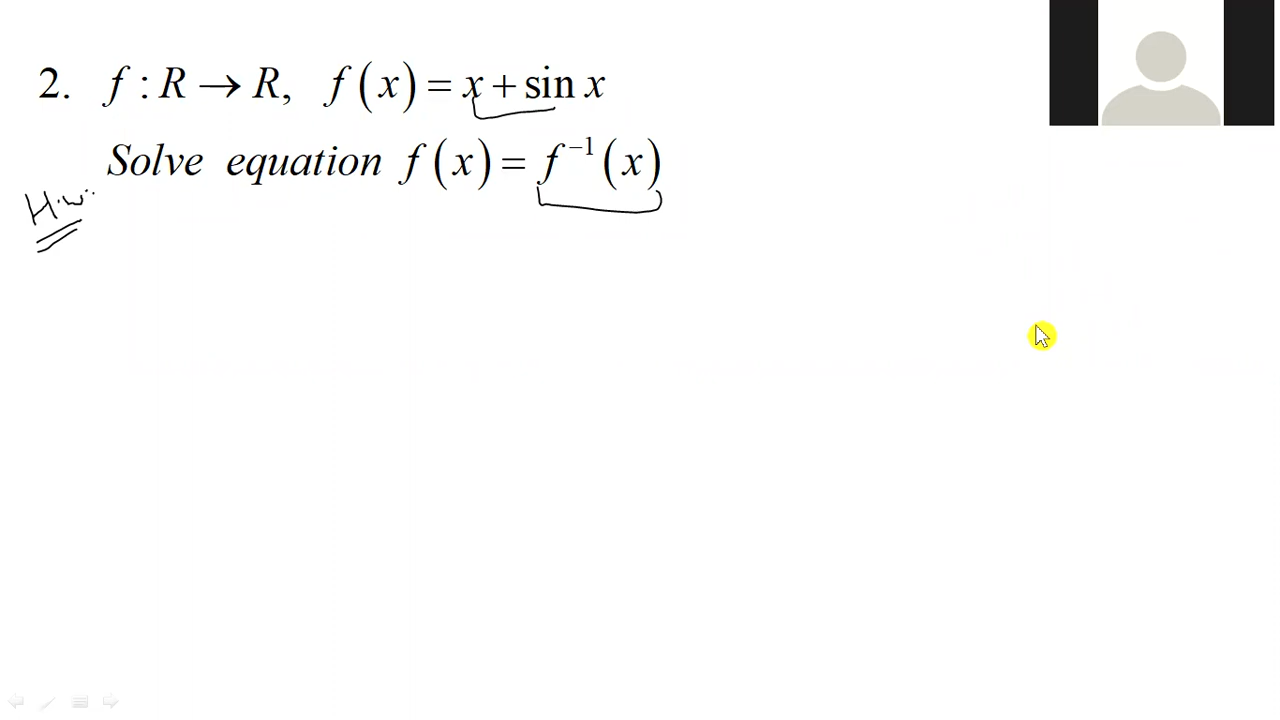 2. f : R → R, f(x) = x + sin x
Solve equation f(x) = f⁻¹(x)
H.w: